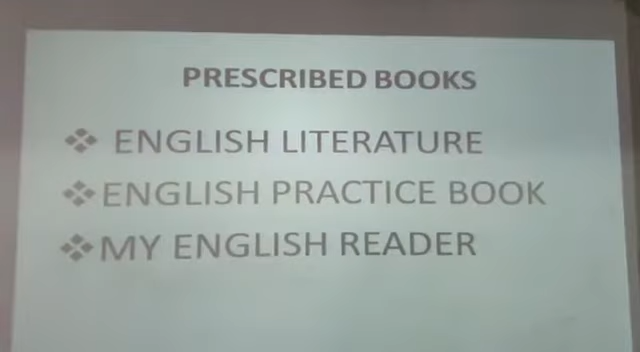 PRESCRIBED BOOKS
❖ ENGLISH LITERATURE
❖ ENGLISH PRACTICE BOOK
❖ MY ENGLISH READER